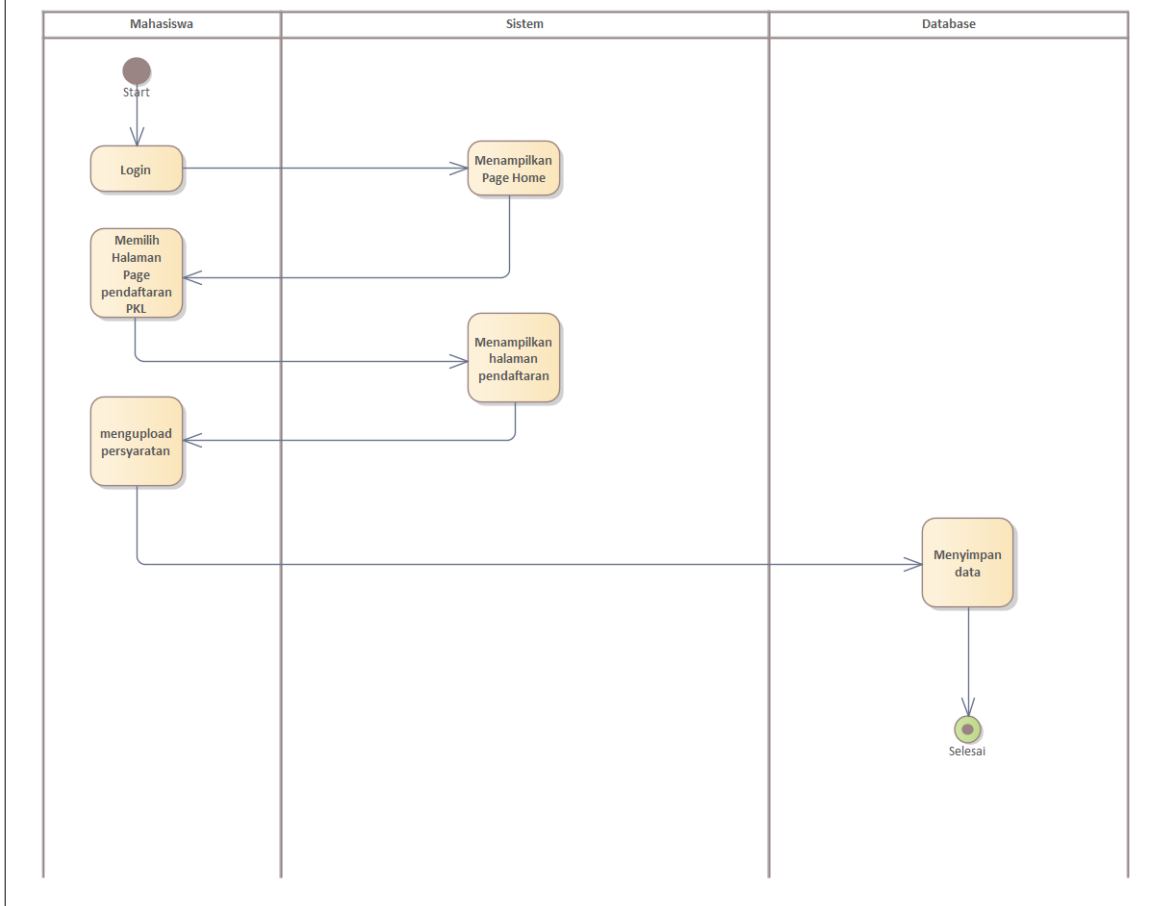 Mahasiswa
Sistem
Database
Start
Login
Menampilkan
Page Home
Memilih
Halaman
Page
pendaftaran
PKL
Menampilkan
halaman
pendaftaran
mengupload
persyaratan
Menyimpan
data
Selesai